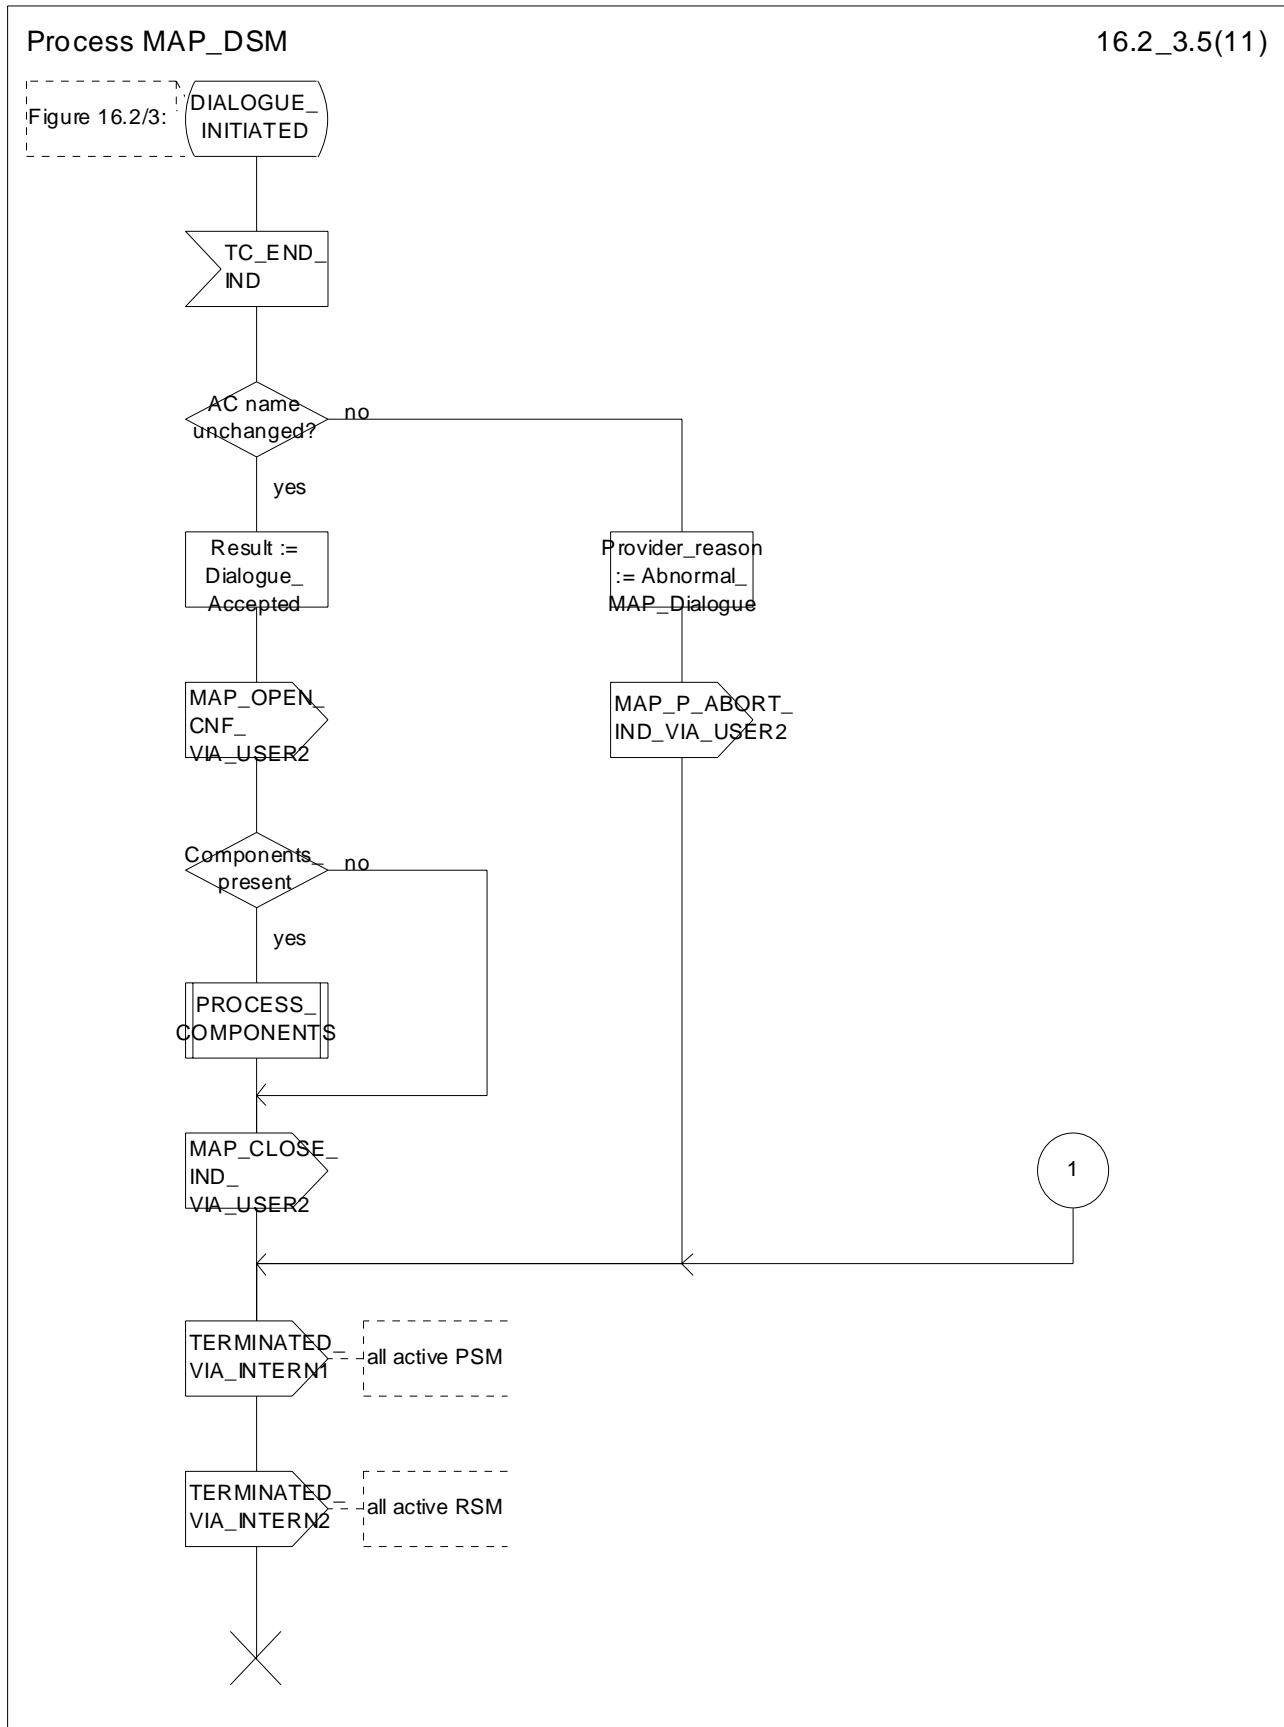 Process MAP_DSM
16.2_3.5(11)
Figure 16.2/3:
DIALOGUE_
INITIATED
TC_END_
IND
AC name
unchanged?
no
yes
Result :=
Dialogue_
Accepted
Provider_reason
:= Abnormal_
MAP_Dialogue
MAP_OPEN_
CNF_
VIA_USER2
MAP_P_ABORT_
IND_VIA_USER2
Components_
present
no
yes
PROCESS_
COMPONENTS
MAP_CLOSE_
IND_
VIA_USER2
1
TERMINATED_
VIA_INTERN1
all active PSM
TERMINATED_
VIA_INTERN2
all active RSM